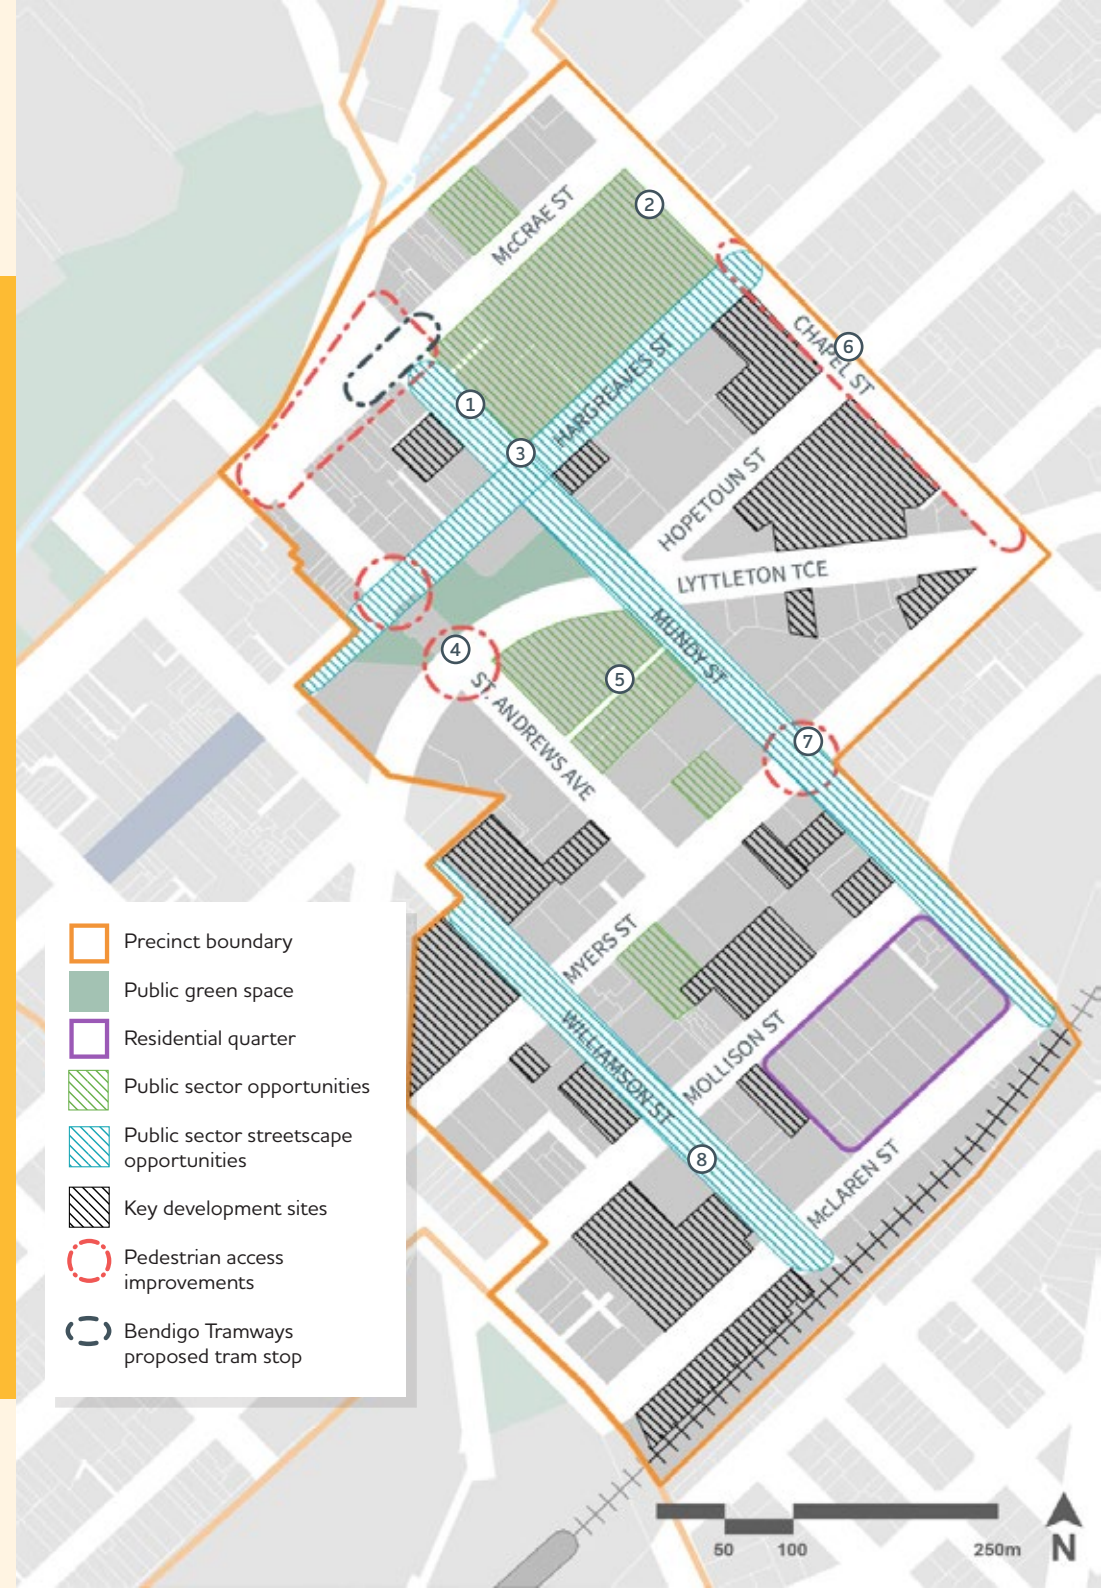 McCRAE ST
2
6
CHAPEL ST
HARGREAVES ST
1
3
HOPETOUN ST
LYTTLETON TCE
MUNDY ST
4
5
ST. ANDREWS AVE
7
MYERS ST
WILLIAMSON ST
MOLLISON ST
8
McLAREN ST
Precinct boundary
Public green space
Residential quarter
Public sector opportunities
Public sector streetscape
opportunities
Key development sites
Pedestrian access
improvements
Bendigo Tramways
proposed tram stop
50 100 250m
N